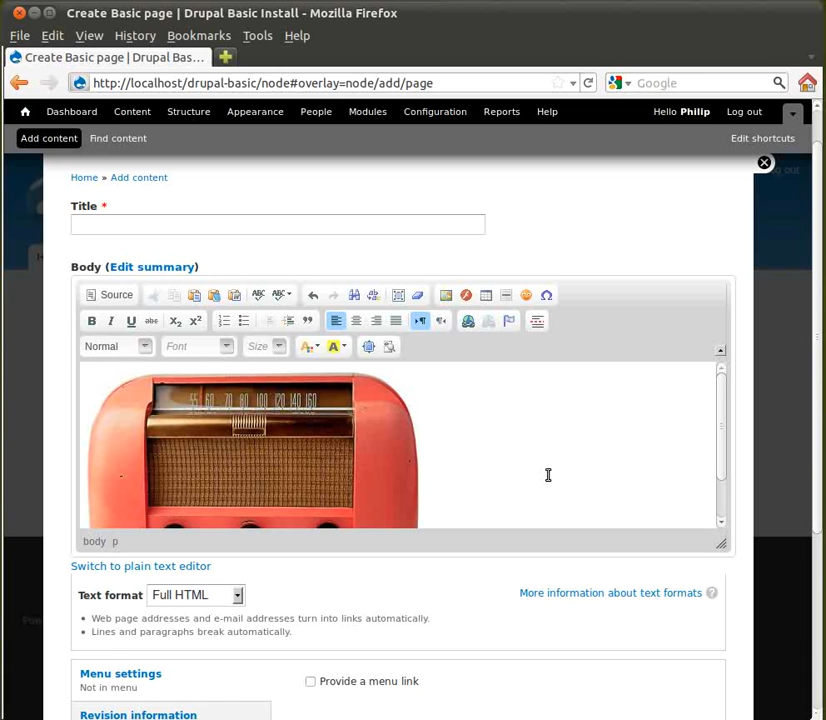 Create Basic page | Drupal Basic Install - Mozilla Firefox
File Edit View History Bookmarks Tools Help
Create Basic page | Drupal Bas...
http://localhost/drupal-basic/node#overlay=node/add/page
Google
Dashboard Content Structure Appearance People Modules Configuration Reports Help Hello Philip Log out
Add content Find content Edit shortcuts
Home » Add content
Title *
Body (Edit summary)
Source ABC ABC
B I U abc X2 X2
Normal Font Size A A
55 60 70 80 100 120 140 160
body p
Switch to plain text editor
Text format Full HTML More information about text formats ?
• Web page addresses and e-mail addresses turn into links automatically.
• Lines and paragraphs break automatically.
Menu settings
Not in menu
Provide a menu link
Revision information